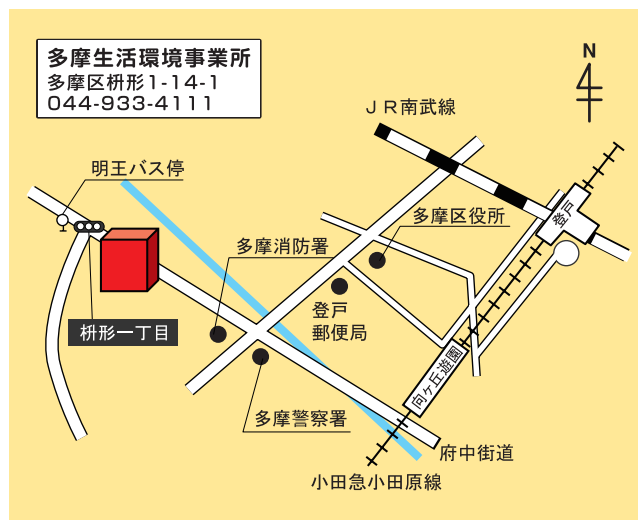 多摩生活環境事業所
多摩区枡形1-14-1
044-933-4111
N
JR南武線
明王バス停
登戸
多摩区役所
多摩消防署
登戸
郵便局
枡形一丁目
向ヶ丘遊園
多摩警察署
府中街道
小田急小田原線